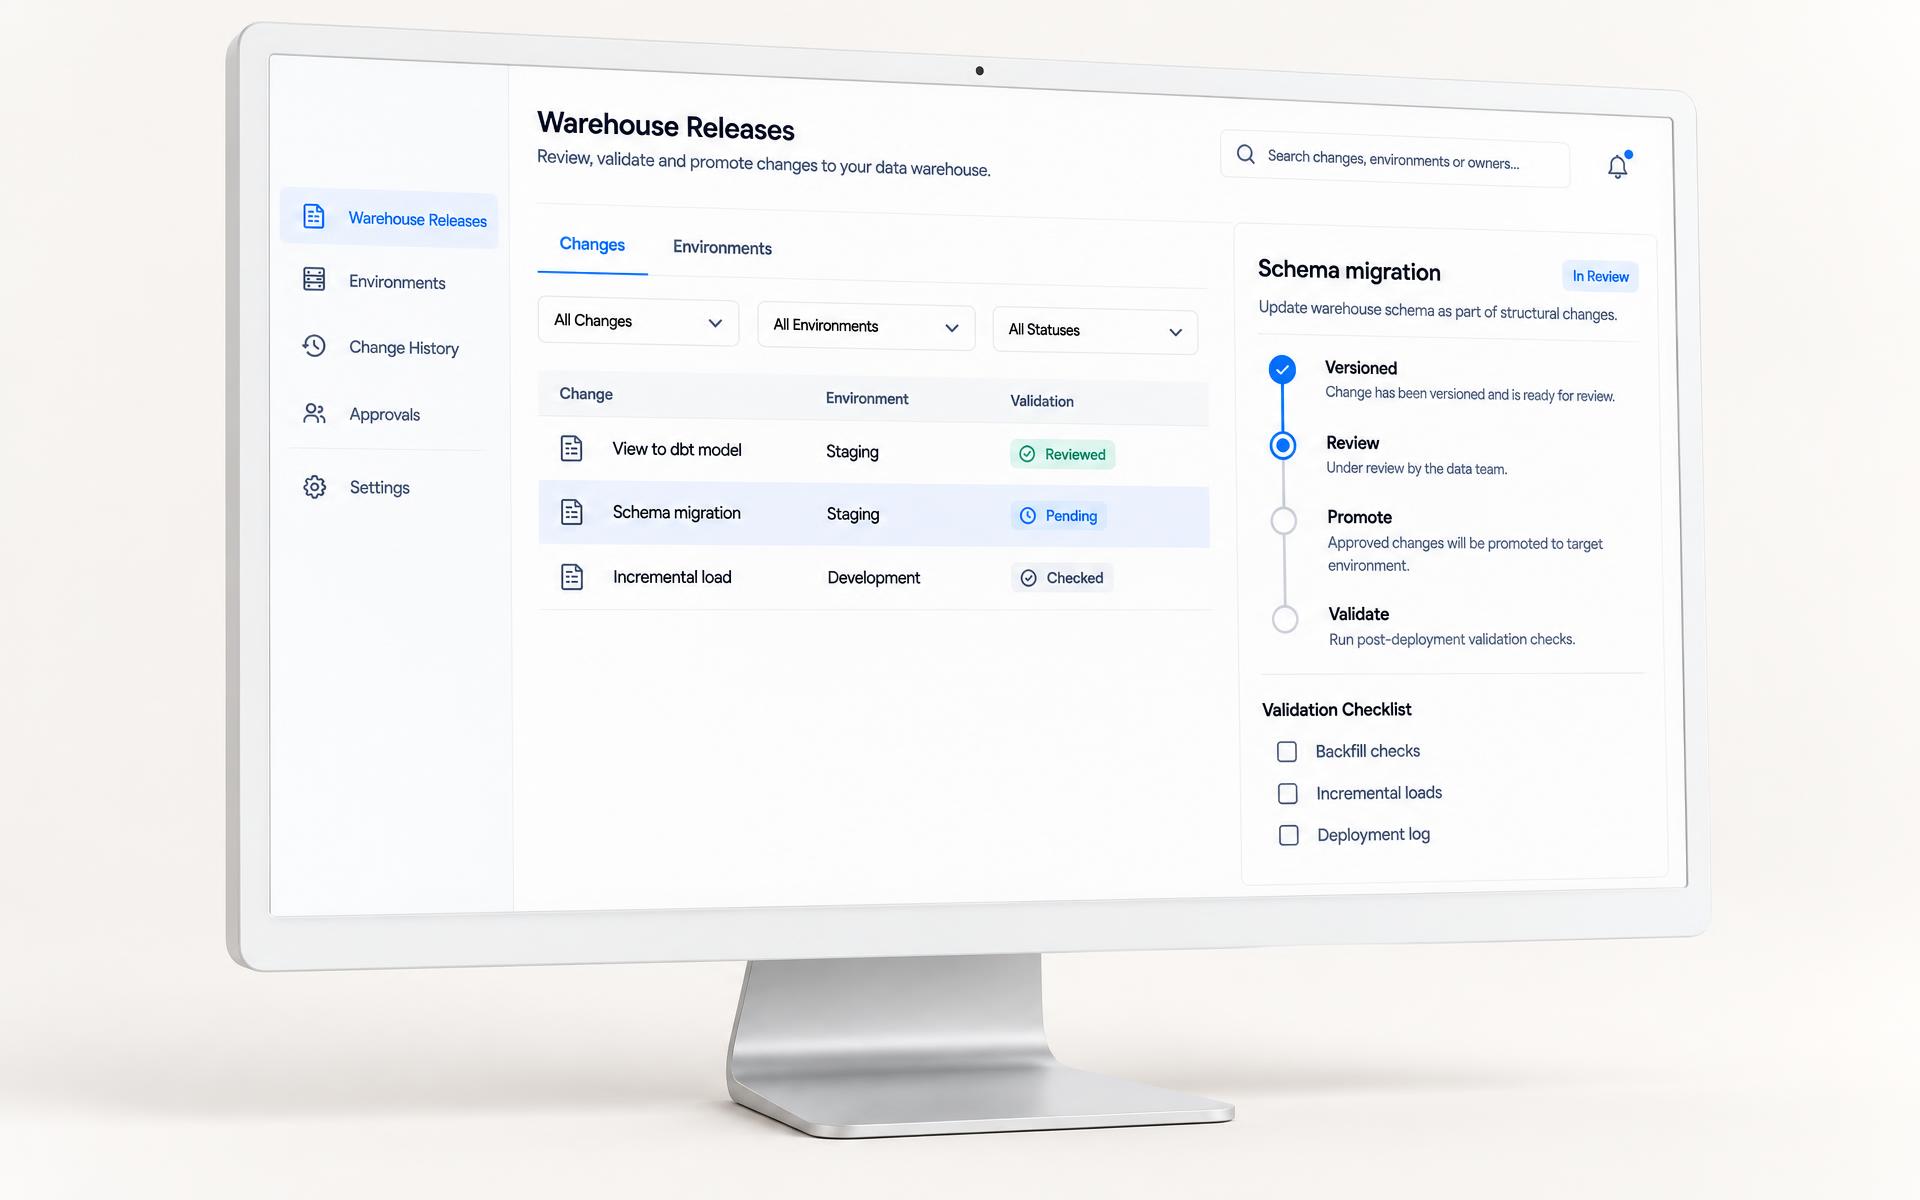 Warehouse Releases
Environments
Change History
Approvals
Settings
Warehouse Releases
Review, validate and promote changes to your data warehouse.
Search changes, environments or owners...
Changes
Environments
All Changes
All Environments
All Statuses
Change
Environment
Validation
View to dbt model
Staging
Reviewed
Schema migration
Staging
Pending
Incremental load
Development
Checked
Schema migration
In Review
Update warehouse schema as part of structural changes.
Versioned
Change has been versioned and is ready for review.
Review
Under review by the data team.
Promote
Approved changes will be promoted to target
environment.
Validate
Run post-deployment validation checks.
Validation Checklist
Backfill checks
Incremental loads
Deployment log